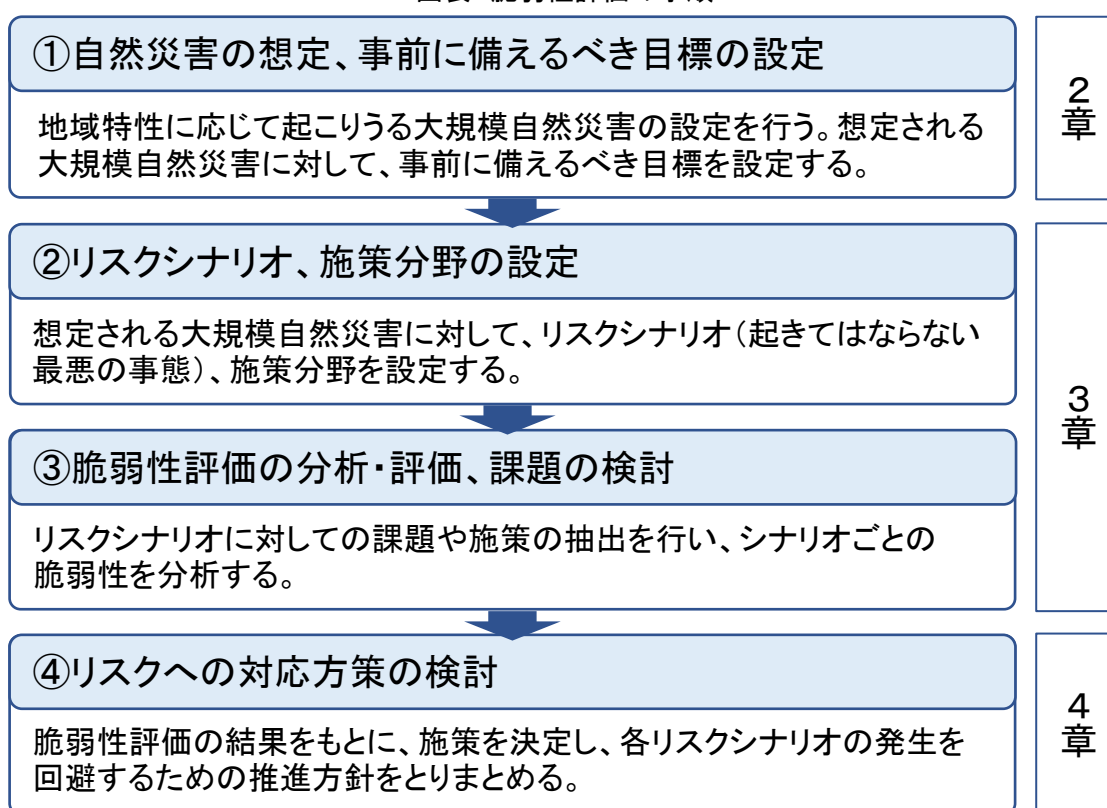 ①自然災害の想定、事前に備えるべき目標の設定
地域特性に応じて起こりうる大規模自然災害の設定を行う。想定される
大規模自然災害に対して、事前に備えるべき目標を設定する。
2章
②リスクシナリオ、施策分野の設定
想定される大規模自然災害に対して、リスクシナリオ（起きてはならない
最悪の事態）、施策分野を設定する。
3章
③脆弱性評価の分析・評価、課題の検討
リスクシナリオに対しての課題や施策の抽出を行い、シナリオごとの
脆弱性を分析する。
④リスクへの対応方策の検討
脆弱性評価の結果をもとに、施策を決定し、各リスクシナリオの発生を
回避するための推進方針をとりまとめる。
4章